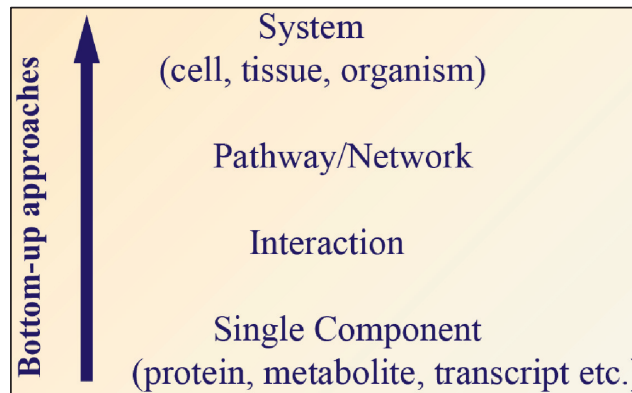 Bottom-up approaches
System
(cell, tissue, organism)
Pathway/Network
Interaction
Single Component
(protein, metabolite, transcript etc.)